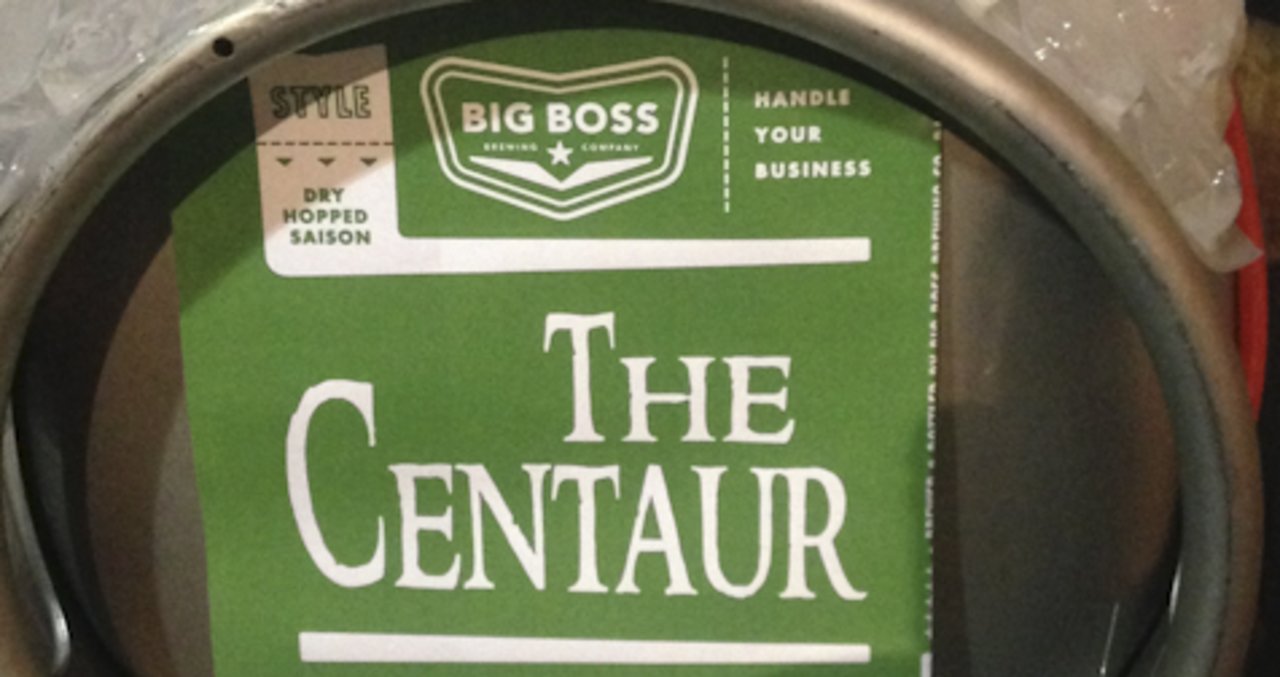 STYLE
DRY
HOPPED
SAISON
BIG BOSS
BREWING COMPANY
HANDLE
YOUR
BUSINESS
THE
CENTAUR